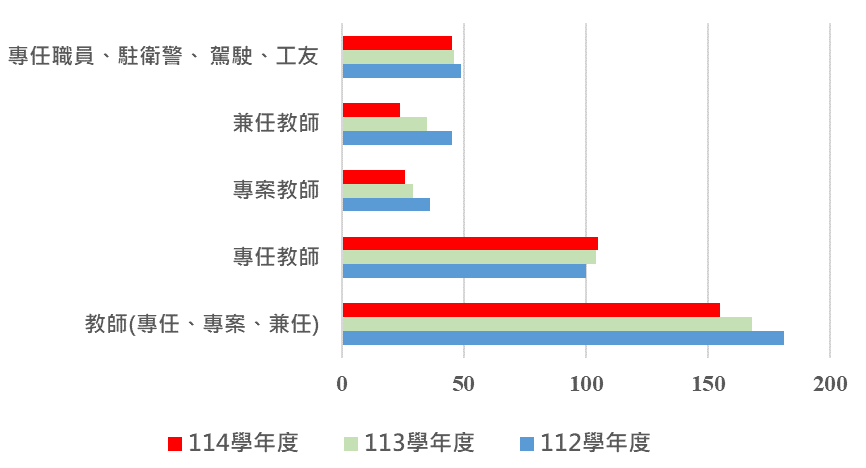 專任職員、駐衛警、 駕駛、工友
兼任教師
專案教師
專任教師
教師(專任、專案、兼任)
0 50 100 150 200
114學年度 113學年度 112學年度